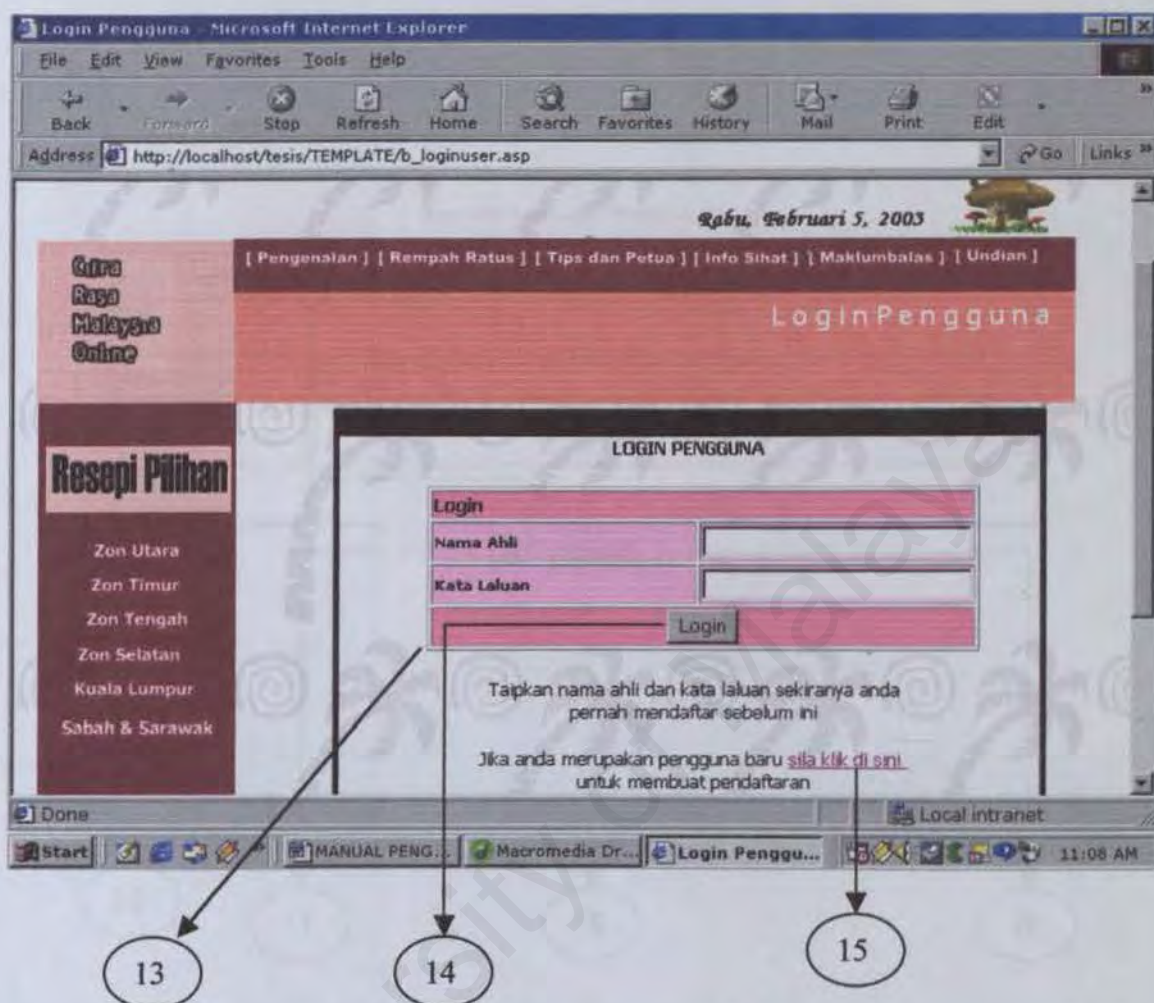 Login Pengguna - Microsoft Internet Explorer
File Edit View Favorites Tools Help
Back Forward Stop Refresh Home Search Favorites History Mail Print Edit
Address http://localhost/tesis/TEMPLATE/b_loginuser.asp Go Links
Rabu, Februari 5, 2003
Citra
Rasa
Malaysia
Online
[ Pengenalan ] [ Rempah Ratus ] [ Tips dan Petua ] [ Info Sihat ] [ Maklumbalas ] [ Undian ]
Login Pengguna
Resepi Pilihan
Zon Utara
Zon Timur
Zon Tengah
Zon Selatan
Kuala Lumpur
Sabah & Sarawak
LOGIN PENGGUNA
Login
Nama Ahli
Kata Laluan
Login
Taipkan nama ahli dan kata laluan sekiranya anda
pernah mendaftar sebelum ini
Jika anda merupakan pengguna baru sila klik di sini
untuk membuat pendaftaran
Done Local intranet
Start MANUAL PENG... Macromedia Dr... Login Penggu... 11:08 AM
13 14 15
University of Malaya